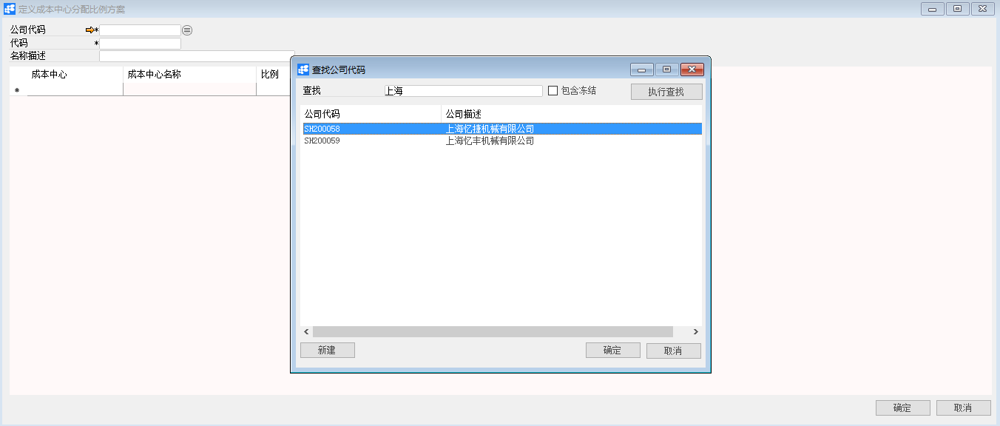 定义成本中心分配比例方案
公司代码 *
代码 *
名称描述
成本中心 成本中心名称 比例
*
查找公司代码
查找 上海 包含冻结 执行查找
公司代码 公司描述
SH200058 上海忆捷机械有限公司
SH200059 上海忆丰机械有限公司
新建 确定 取消
确定 取消